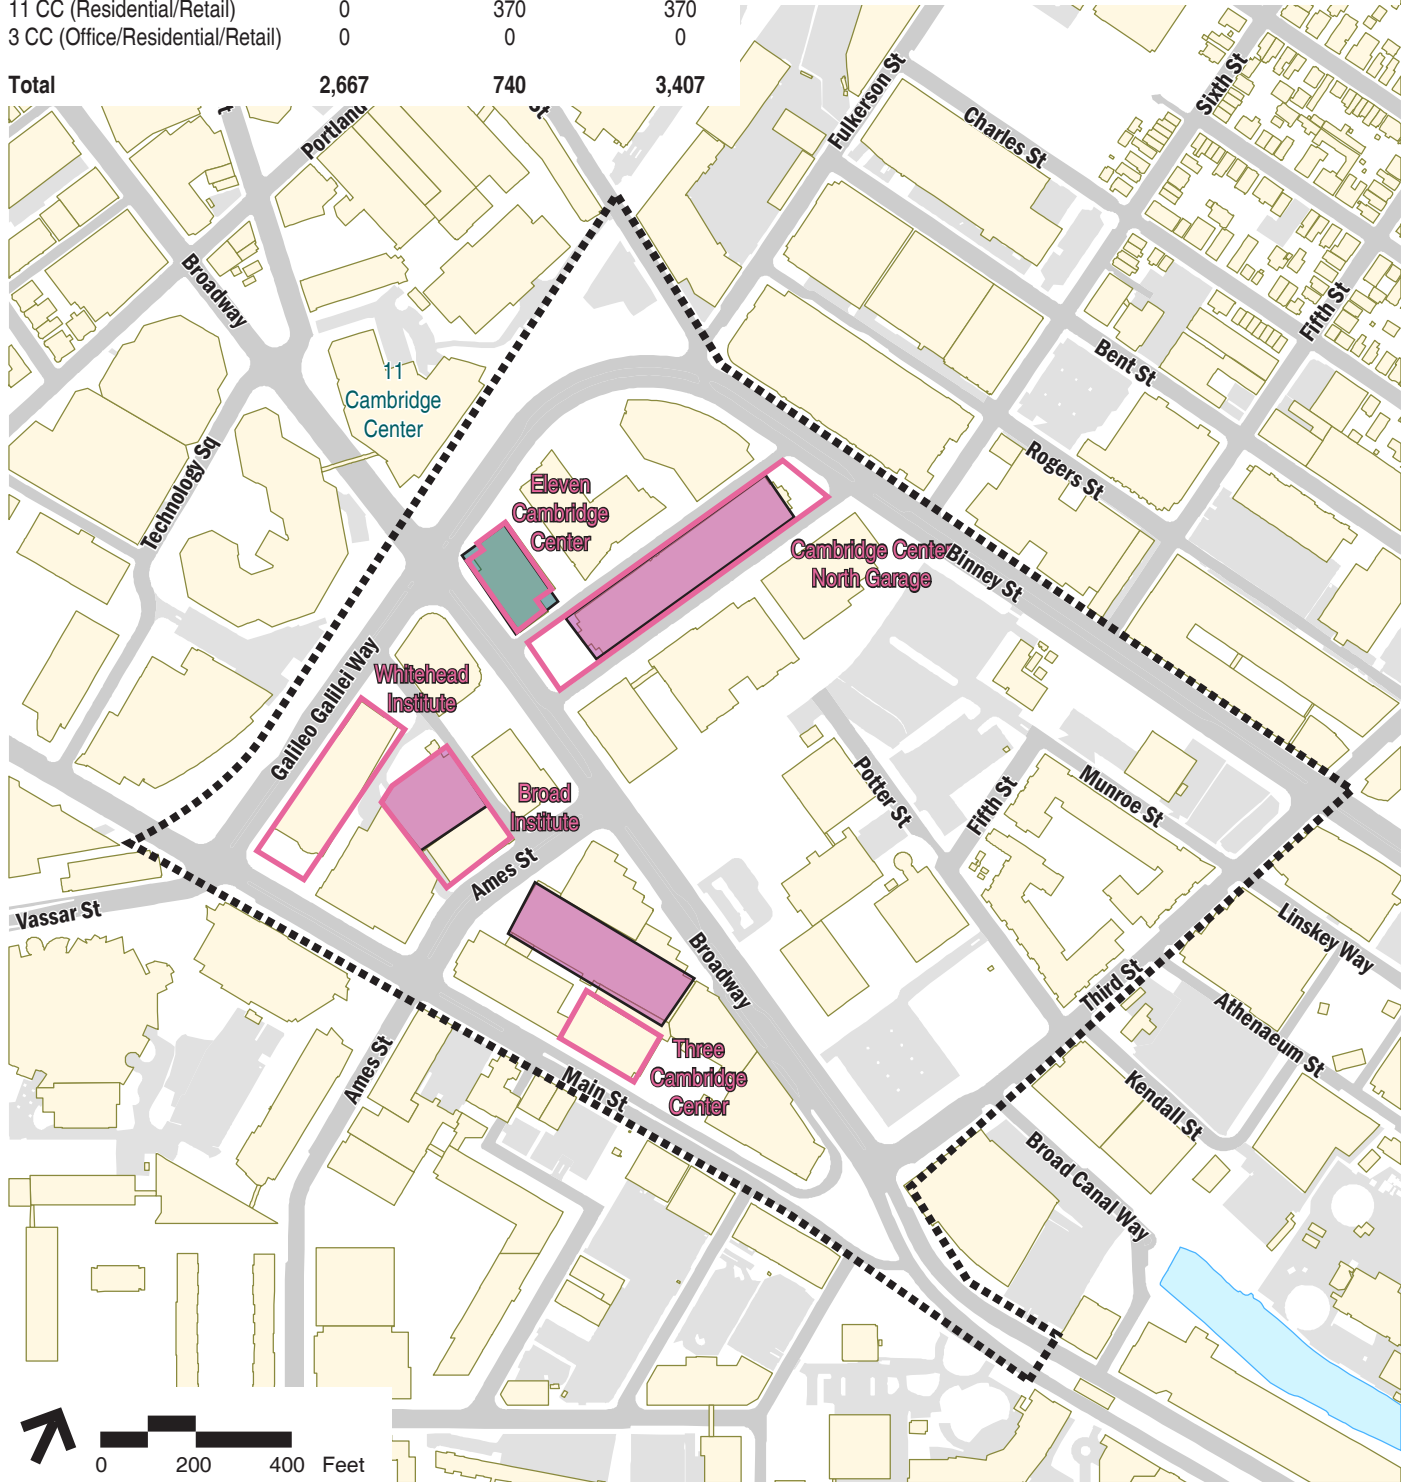 11 CC (Residential/Retail) 0 370 370
3 CC (Office/Residential/Retail) 0 0 0
Total 2,667 740 3,407
St
Portland
Fulkerson St
Charles St
Sixth St
Broadway
Fifth St
Bent St
11
Cambridge
Center
Technology Sq
Rogers St
Eleven
Cambridge
Center
Cambridge Center
North Garage
Binney St
Galileo Galilei Way
Whitehead
Institute
Broad
Institute
Potter St
Fifth St
Munroe St
Ames St
Vassar St
Broadway
Linskey Way
Third St
Athenaeum St
Ames St
Main St
Three
Cambridge
Center
Kendall St
Broad Canal Way
0 200 400 Feet